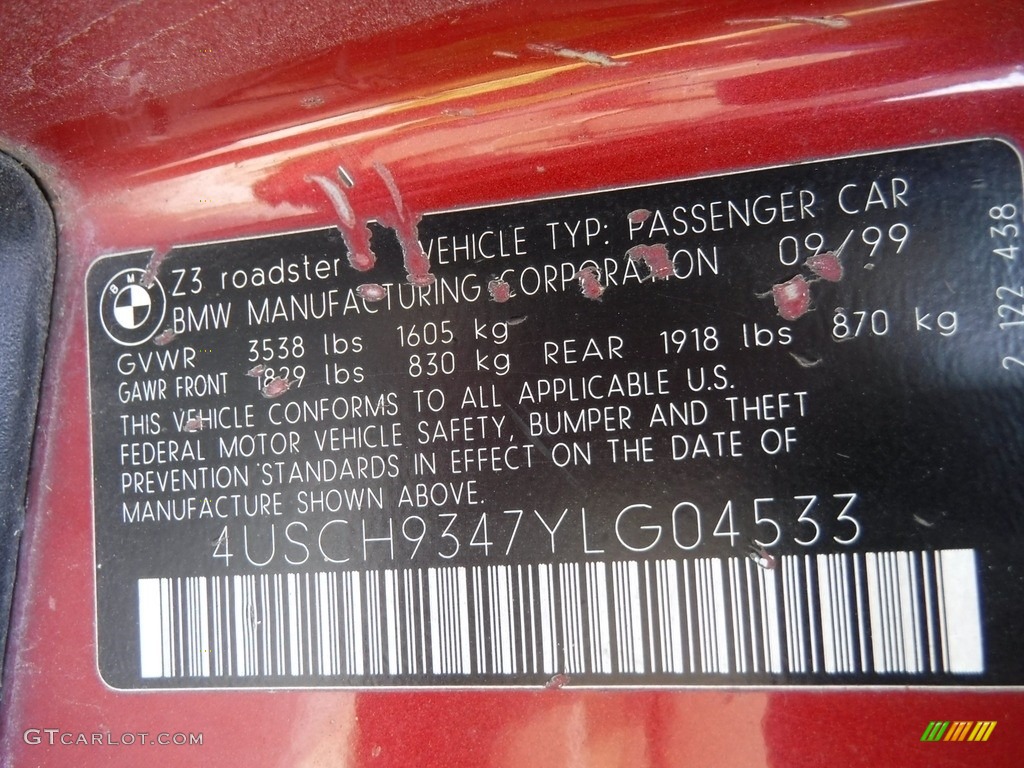 BMW
Z3 roadster VEHICLE TYP: PASSENGER CAR
BMW MANUFACTURING CORPORATION 09/99
GVWR 3538 lbs 1605 kg
GAWR FRONT 1829 lbs 830 kg REAR 1918 lbs 870 kg
THIS VEHICLE CONFORMS TO ALL APPLICABLE U.S.
FEDERAL MOTOR VEHICLE SAFETY, BUMPER AND THEFT
PREVENTION STANDARDS IN EFFECT ON THE DATE OF
MANUFACTURE SHOWN ABOVE.
4USCH9347YLG04533
2 122 438
GTCARLOT.COM